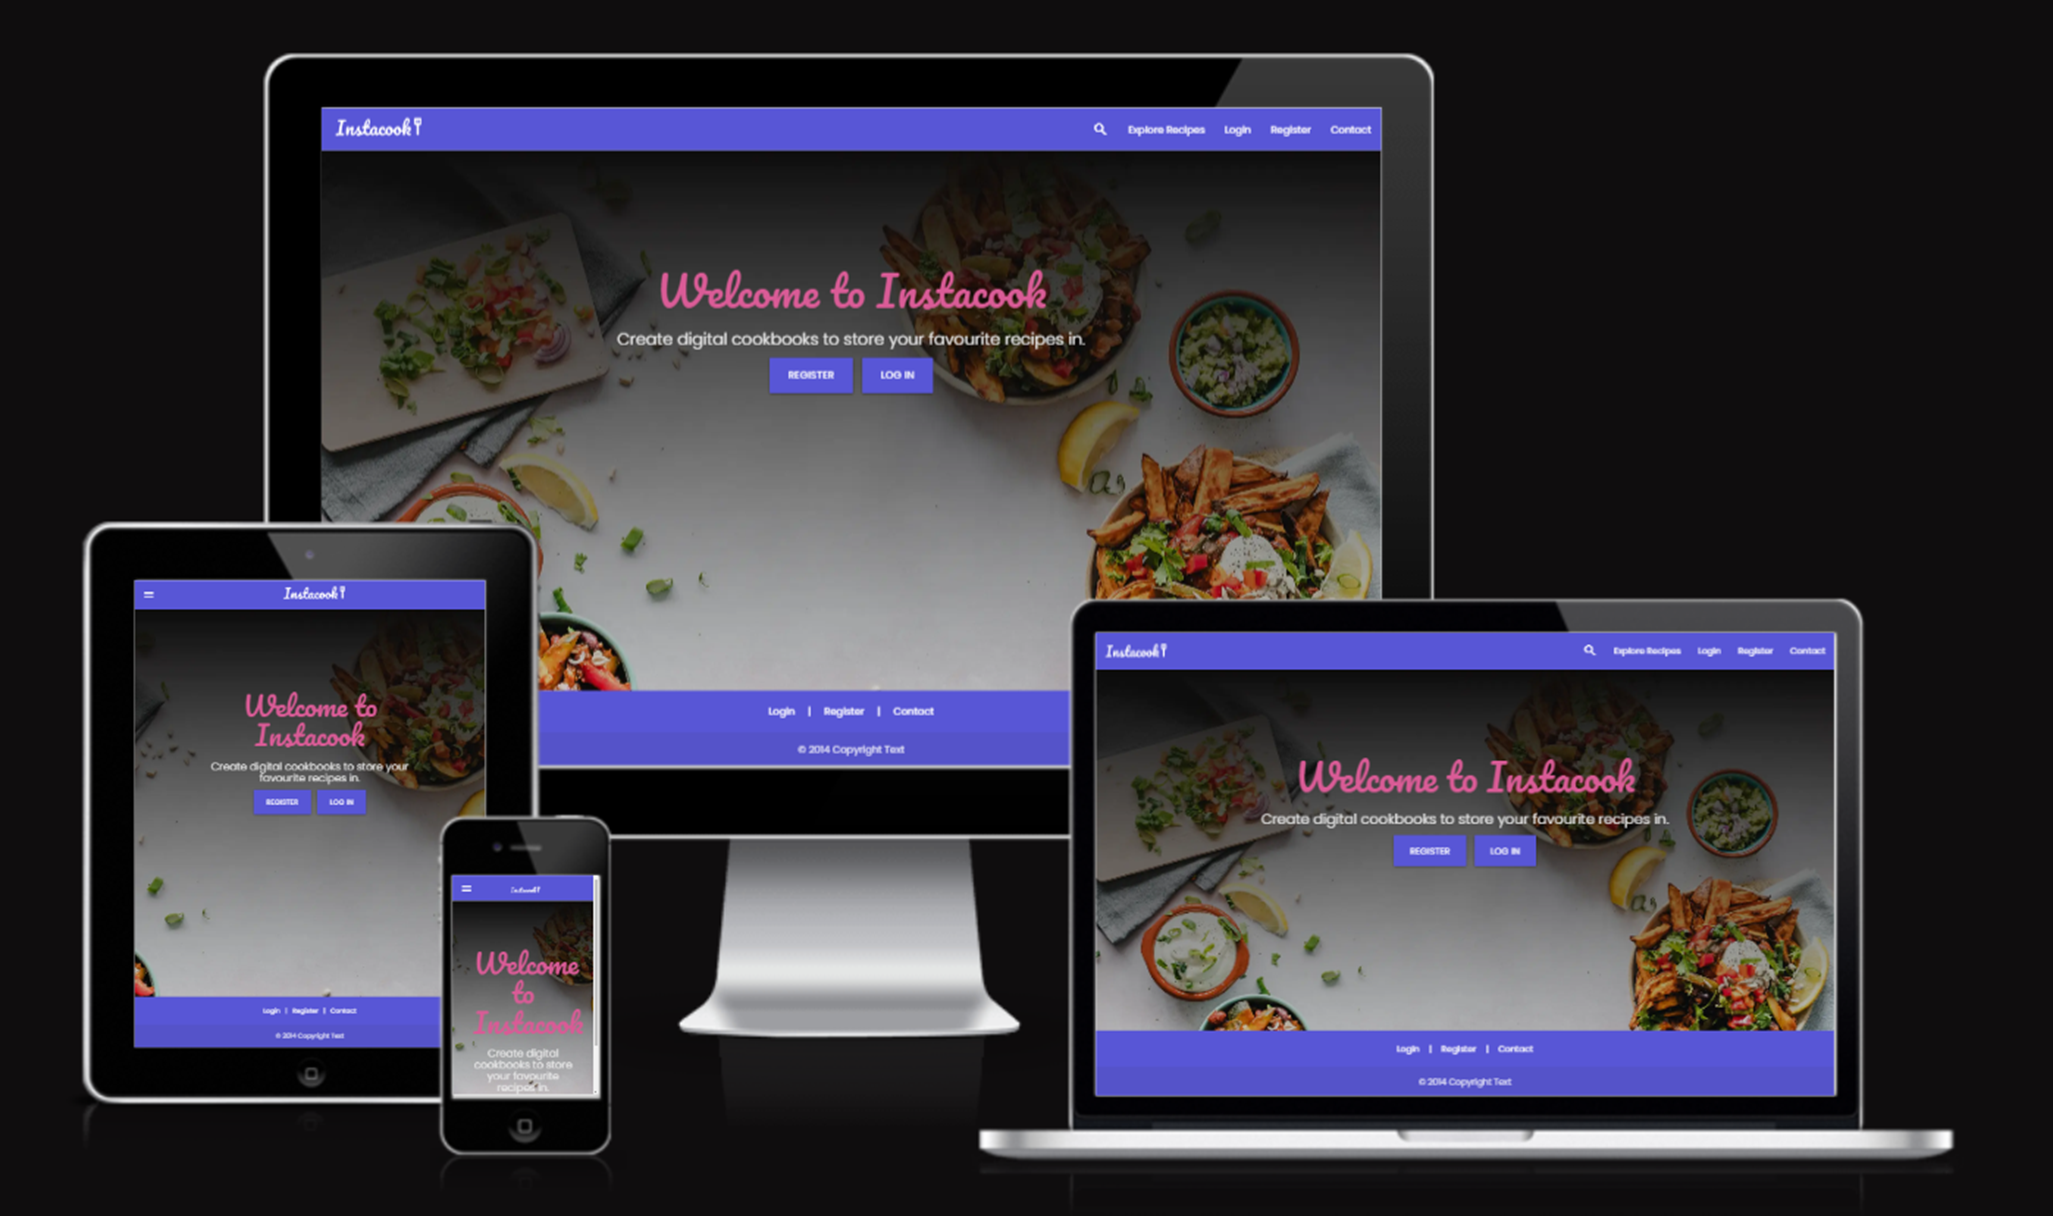 Instacook
Explore Recipes Login Register Contact
Welcome to Instacook
Create digital cookbooks to store your favourite recipes in.
REGISTER LOG IN
Login | Register | Contact
© 2014 Copyright Text
Instacook
Welcome to
Instacook
Create digital cookbooks to store your
favourite recipes in.
REGISTER LOG IN
Login | Register | Contact
© 2014 Copyright Text
Instacook
Welcome
to
Instacook
Create digital
cookbooks to store
your favourite
recipes in.
Instacook
Explore Recipes Login Register Contact
Welcome to Instacook
Create digital cookbooks to store your favourite recipes in.
REGISTER LOG IN
Login | Register | Contact
© 2014 Copyright Text